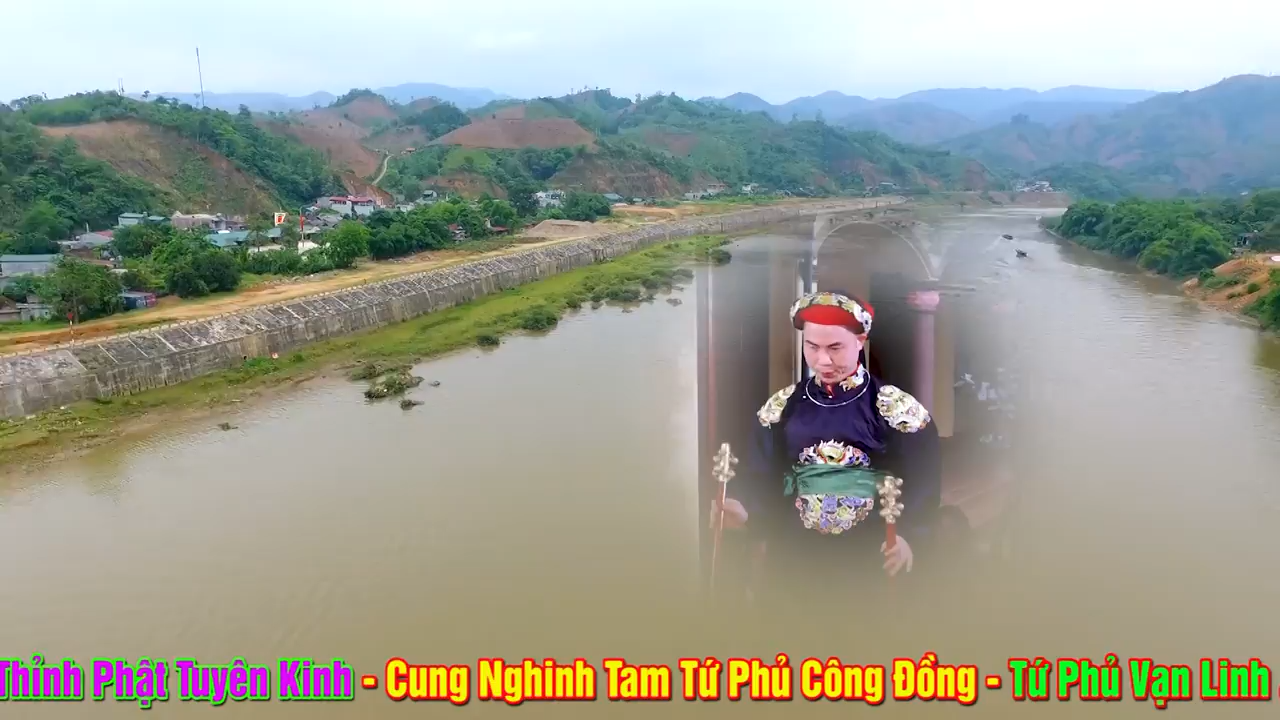 Thỉnh Phật Tuyên Kinh - Cung Nghinh Tam Tứ Phủ Công Đồng - Tứ Phủ Vạn Linh